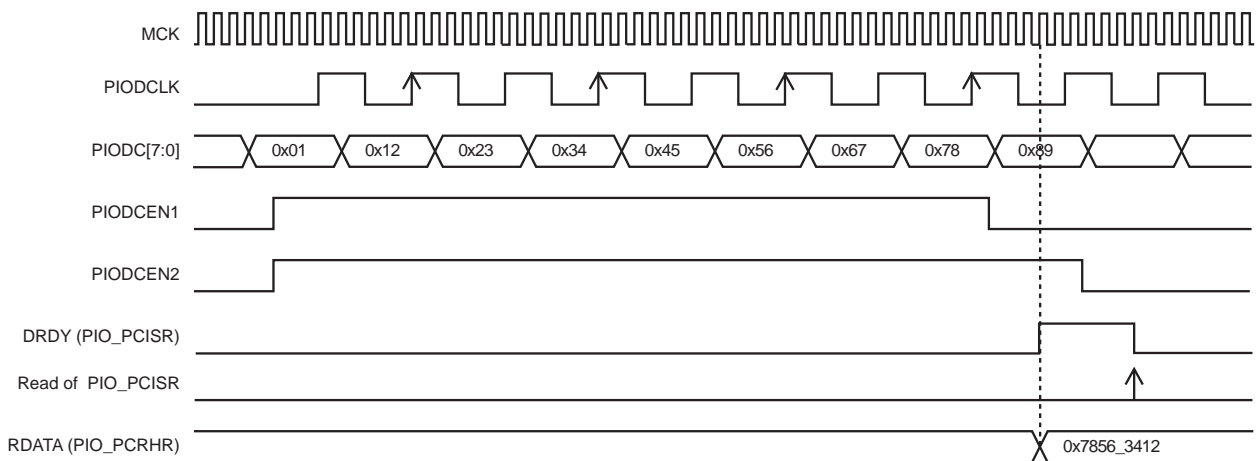 MCK
PIODCLK
PIODC[7:0] 0x01 0x12 0x23 0x34 0x45 0x56 0x67 0x78 0x89
PIODCEN1
PIODCEN2
DRDY (PIO_PCISR)
Read of PIO_PCISR
RDATA (PIO_PCRHR) 0x7856_3412